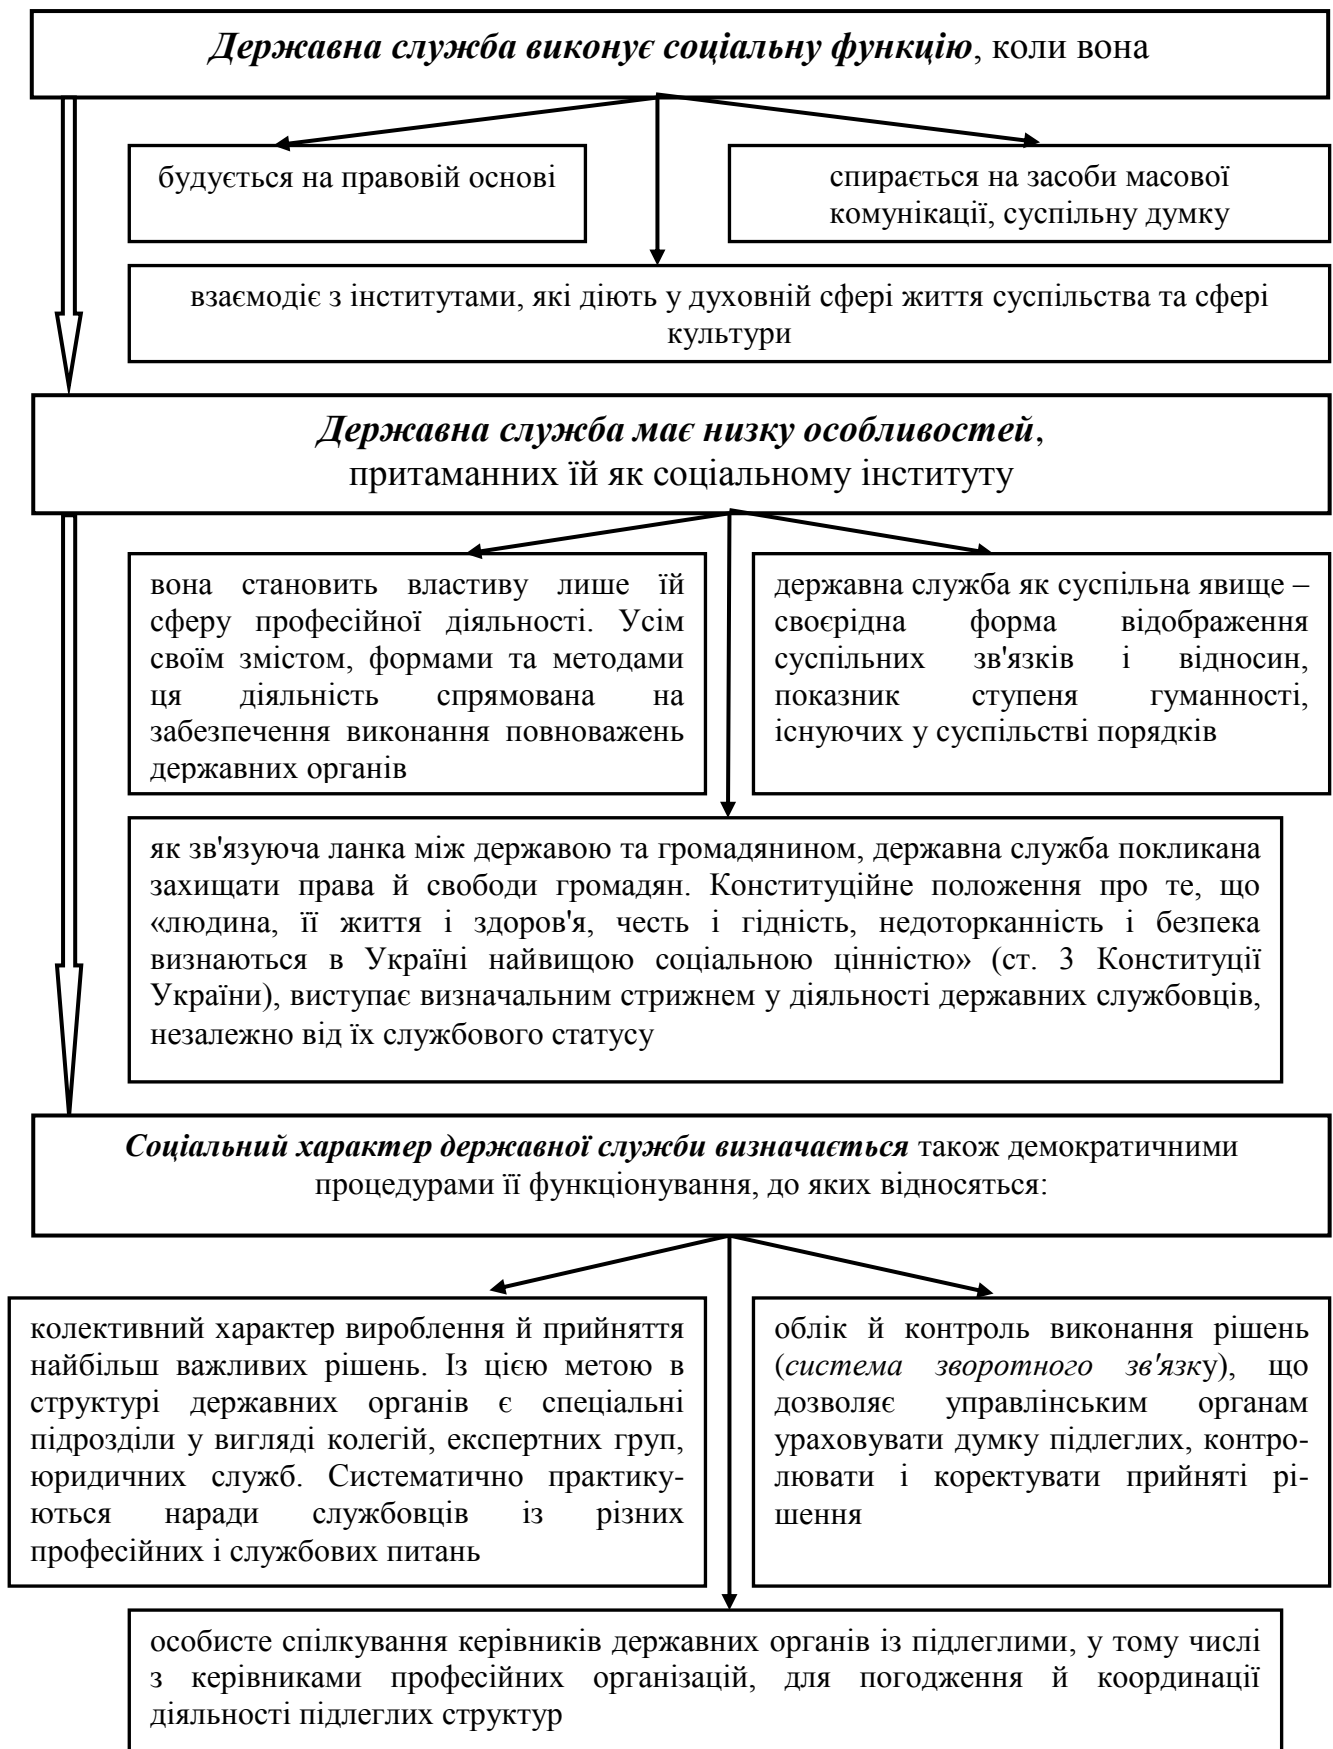 Державна служба виконує соціальну функцію, коли вона
будується на правовій основі
спирається на засоби масової
комунікації, суспільну думку
взаємодіє з інститутами, які діють у духовній сфері життя суспільства та сфері
культури
Державна служба має низку особливостей,
притаманних їй як соціальному інституту
вона становить властиву лише їй
сферу професійної діяльності. Усім
своїм змістом, формами та методами
ця діяльність спрямована на
забезпечення виконання повноважень
державних органів
державна служба як суспільна явище –
своєрідна форма відображення
суспільних зв'язків і відносин,
показник ступеня гуманності,
існуючих у суспільстві порядків
як зв'язуюча ланка між державою та громадянином, державна служба покликана
захищати права й свободи громадян. Конституційне положення про те, що
«людина, її життя і здоров'я, честь і гідність, недоторканність і безпека
визнаються в Україні найвищою соціальною цінністю» (ст. 3 Конституції
України), виступає визначальним стрижнем у діяльності державних службовців,
незалежно від їх службового статусу
Соціальний характер державної служби визначається також демократичними
процедурами її функціонування, до яких відносяться:
колективний характер вироблення й прийняття
найбільш важливих рішень. Із цією метою в
структурі державних органів є спеціальні
підрозділи у вигляді колегій, експертних груп,
юридичних служб. Систематично практику-
ються наради службовців із різних
професійних і службових питань
облік й контроль виконання рішень
(система зворотного зв'язку), що
дозволяє управлінським органам
ураховувати думку підлеглих, контро-
лювати і коректувати прийняті рі-
шення
особисте спілкування керівників державних органів із підлеглими, у тому числі
з керівниками професійних організацій, для погодження й координації
діяльності підлеглих структур